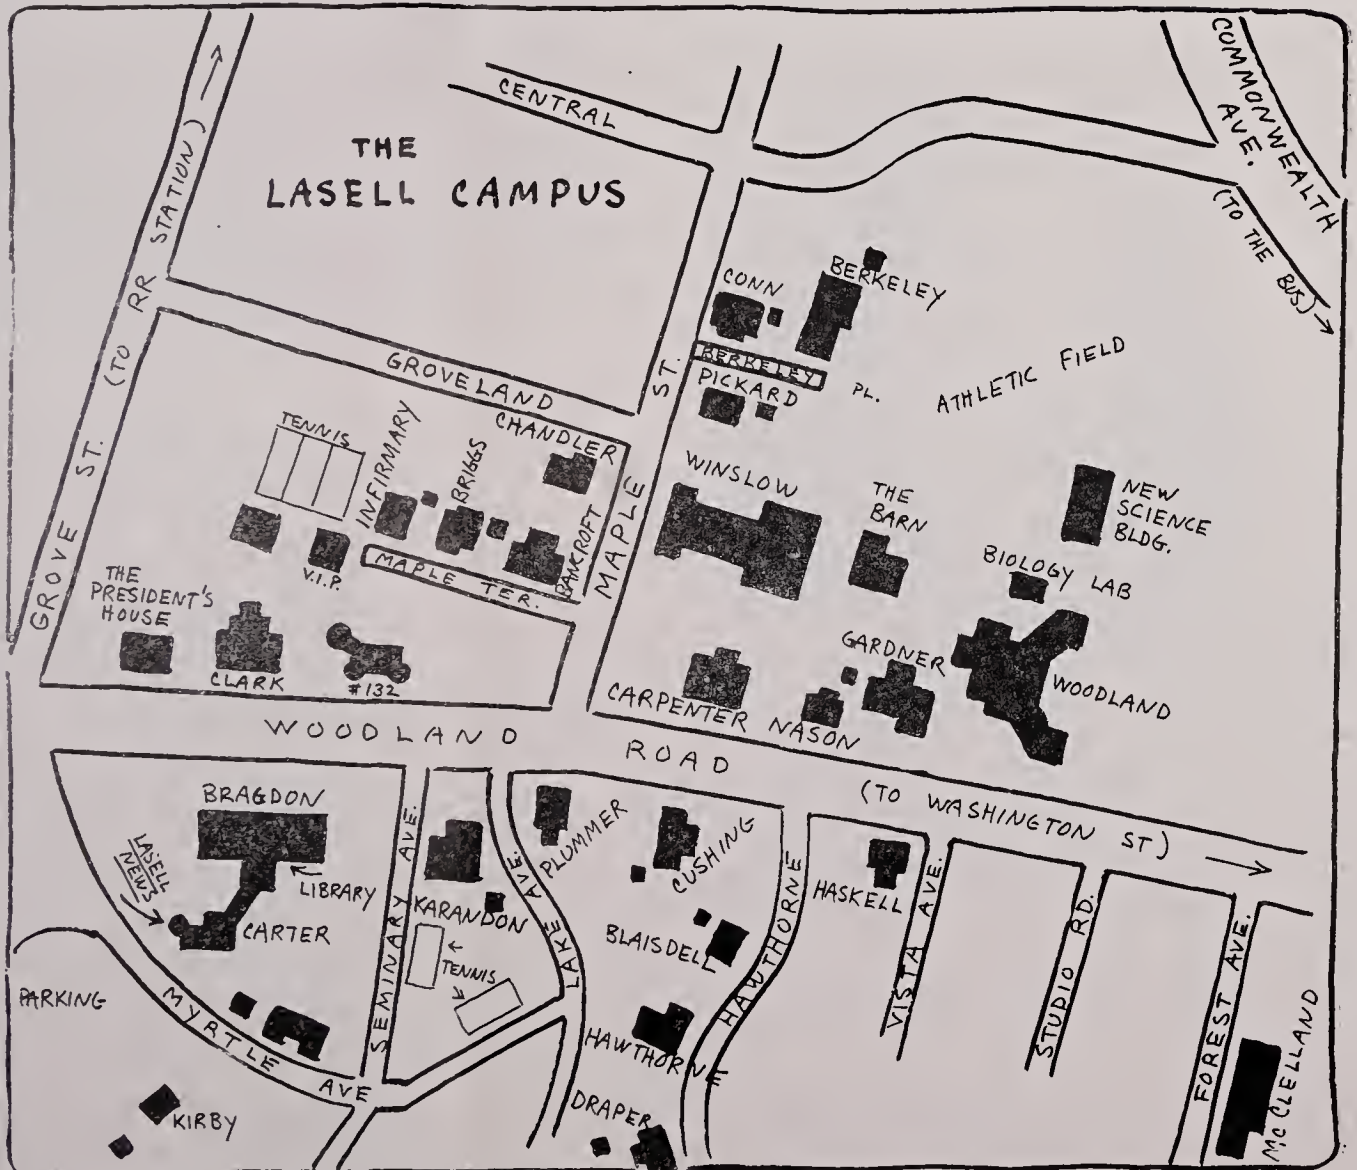 THE
LASELL CAMPUS
CENTRAL
COMMONWEALTH
AVE.
(TO THE BUS) →
GROVE ST. (TO RR STATION) →
GROVELAND
MAPLE ST.
CONN
BERKELEY
BERKELEY PL.
PICKARD
ATHLETIC FIELD
TENNIS
INFIRMARY
BRIGGS
CHANDLER
BANCROFT
MAPLE TER.
V.I.P.
WINSLOW
THE
BARN
NEW
SCIENCE
BLDG.
BIOLOGY LAB
THE
PRESIDENT'S
HOUSE
CLARK
#132
CARPENTER
NASON
GARDNER
WOODLAND
WOODLAND ROAD
(TO WASHINGTON ST) →
BRAGDON
LASELL
NEWS
LIBRARY
CARTER
SEMINARY AVE.
KARANDON
TENNIS
LAKE AVE.
PLUMMER
CUSHING
BLAISDELL
HAWTHORNE
HAWTHORNE
DRAPER
HASKELL
VISTA AVE.
STUDIO RD.
FOREST AVE.
McCLELLAND
PARKING
MYRTLE AVE
KIRBY